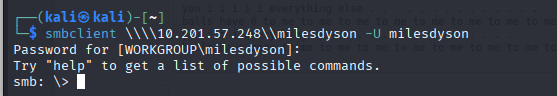 ┌──(kali㉿kali)-[~]
└─$ smbclient \\\\10.201.57.248\\milesdyson -U milesdyson
Password for [WORKGROUP\milesdyson]:
Try "help" to get a list of possible commands.
smb: \>